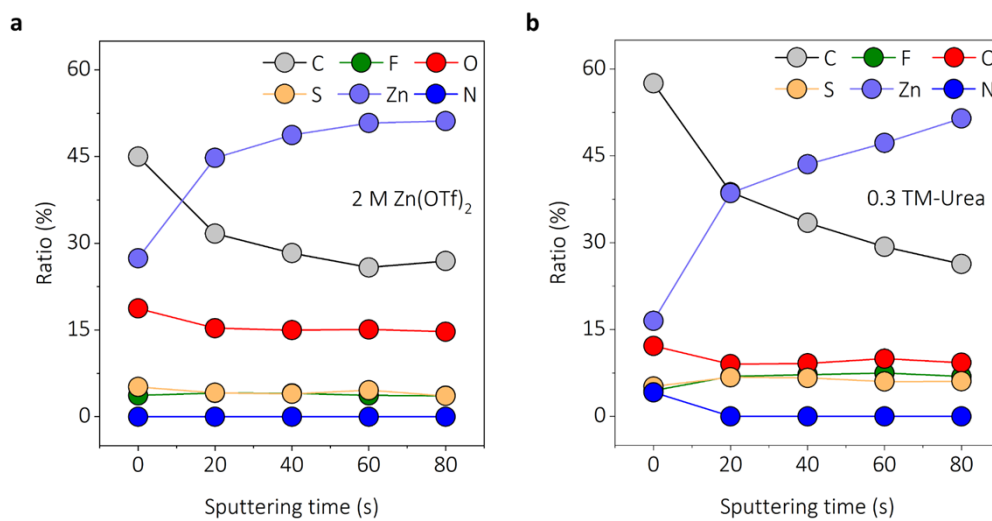 a
C F O
S Zn N
60
45
30
15
0
Ratio (%)
2 M Zn(OTf)2
0 20 40 60 80
Sputtering time (s)
b
C F O
S Zn N
60
45
30
15
0
Ratio (%)
0.3 TM-Urea
0 20 40 60 80
Sputtering time (s)